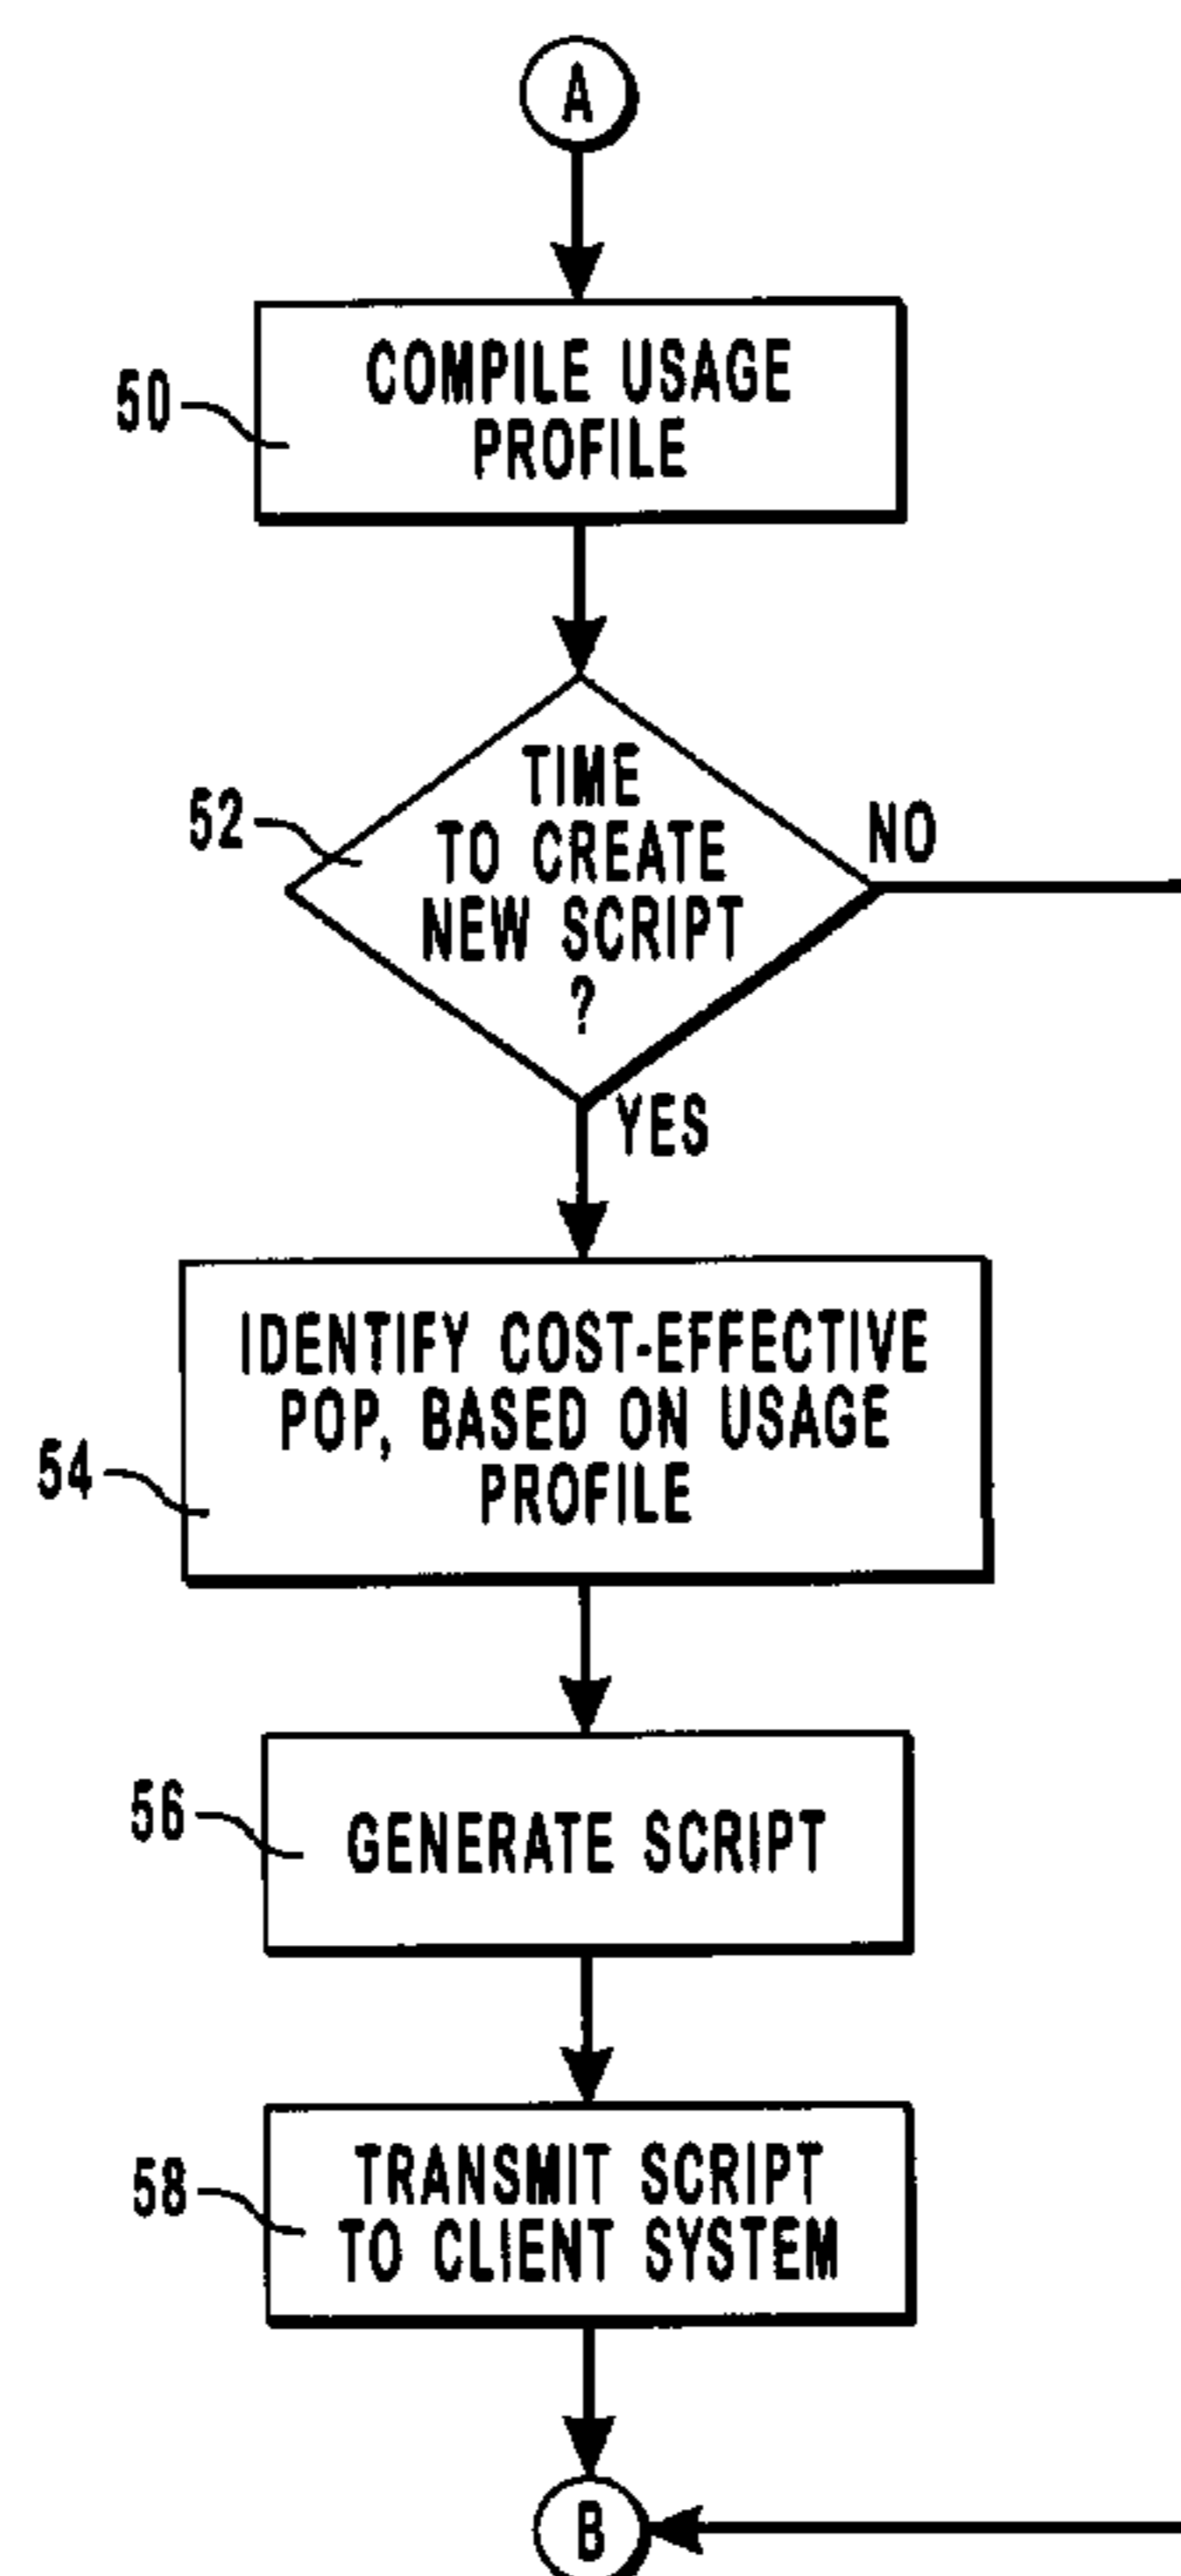 A
COMPILE USAGE
PROFILE
50
TIME
TO CREATE
NEW SCRIPT
?
52
NO
YES
IDENTIFY COST-EFFECTIVE
POP, BASED ON USAGE
PROFILE
54
GENERATE SCRIPT
56
TRANSMIT SCRIPT
TO CLIENT SYSTEM
58
B